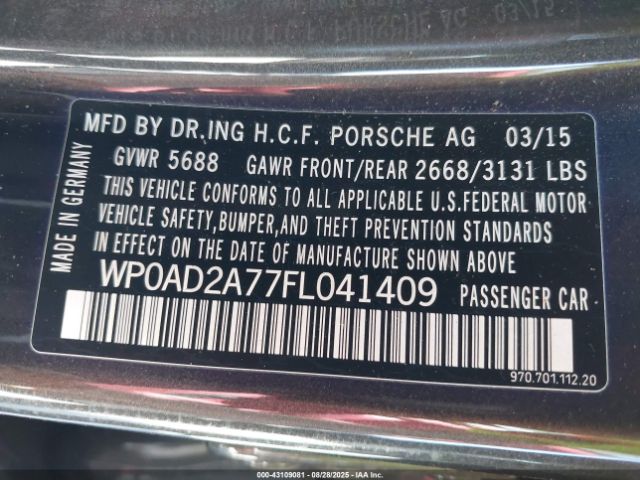 MFD BY DR.ING H.C.F. PORSCHE AG 03/15
GVWR 5688 GAWR FRONT/REAR 2668/3131 LBS
THIS VEHICLE CONFORMS TO ALL APPLICABLE U.S.FEDERAL MOTOR
VEHICLE SAFETY,BUMPER,AND THEFT PREVENTION STANDARDS
IN EFFECT ON THE DATE OF MANUFACTURE SHOWN ABOVE
WP0AD2A77FL041409 PASSENGER CAR
MADE IN GERMANY
970.701.112.20
000-43109081 - 08/28/2025 - IAAI.COM